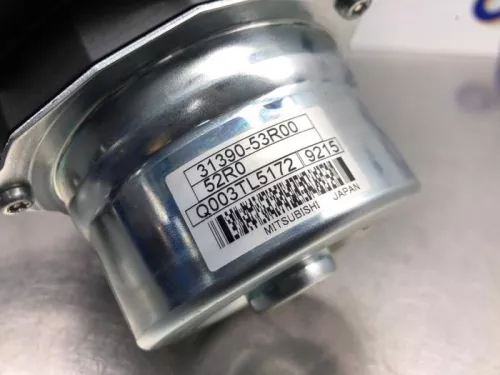 31390-53R00
52R0
Q003TL5172 9215
MITSUBISHI JAPAN